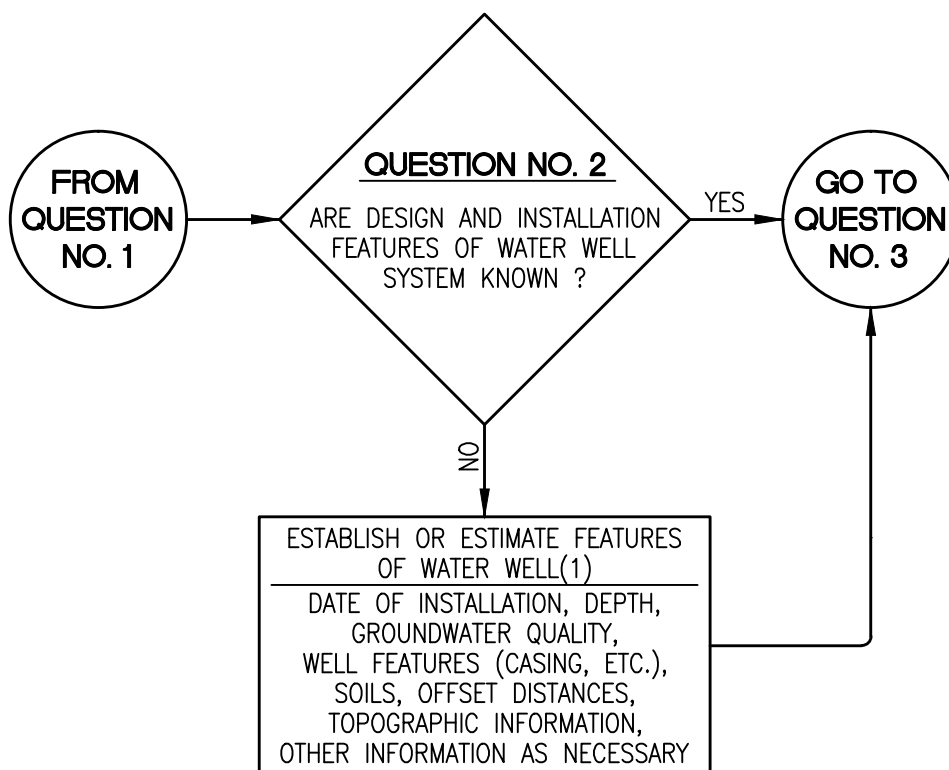 FROM
QUESTION
NO. 1
QUESTION NO. 2
ARE DESIGN AND INSTALLATION
FEATURES OF WATER WELL
SYSTEM KNOWN ?
YES
GO TO
QUESTION
NO. 3
NO
ESTABLISH OR ESTIMATE FEATURES
OF WATER WELL(1)
DATE OF INSTALLATION, DEPTH,
GROUNDWATER QUALITY,
WELL FEATURES (CASING, ETC.),
SOILS, OFFSET DISTANCES,
TOPOGRAPHIC INFORMATION,
OTHER INFORMATION AS NECESSARY